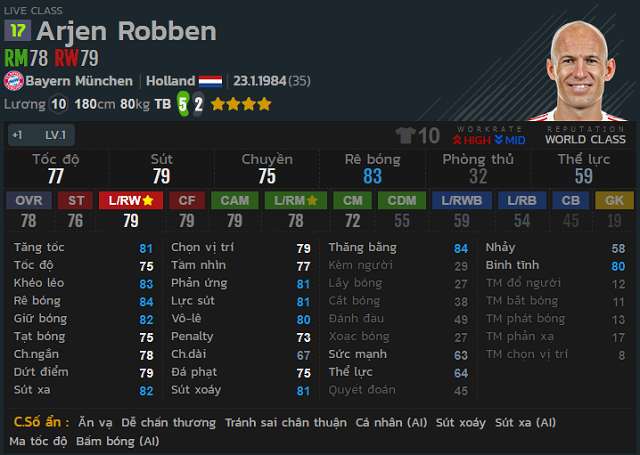 LIVE CLASS
17 Arjen Robben
RM78 RW79
Bayern München Holland 23.1.1984(35)
Lương 10 180cm 80kg TB 5 2
+1 LV.1 10 WORKRATE HIGH MID REPUTATION WORLD CLASS
Tốc độ Sút Chuyền Rê bóng Phòng thủ Thể lực
77 79 75 83 32 59
OVR ST L/RW CF CAM L/RM CM CDM L/RWB L/RB CB GK
78 76 79 79 79 78 72 55 59 54 45 19
Tăng tốc 81 Chọn vị trí 79 Thăng bằng 84 Nhảy 58
Tốc độ 75 Tầm nhìn 77 Kèm người 29 Bình tĩnh 80
Khéo léo 83 Phản ứng 81 Lấy bóng 27 TM đổ người 12
Rê bóng 84 Lực sút 81 Cắt bóng 38 TM bắt bóng 11
Giữ bóng 82 Vô-lê 80 Đánh đầu 49 TM phát bóng 13
Tạt bóng 75 Penalty 73 Xoạc bóng 27 TM phản xạ 17
Ch.ngắn 78 Ch.dài 67 Sức mạnh 63 TM chọn vị trí 8
Dứt điểm 79 Đá phạt 75 Thể lực 64
Sút xa 82 Sút xoáy 81 Quyết đoán 45
C.Số ẩn : Ăn vạ Dễ chấn thương Tránh sai chân thuận Cá nhân (AI) Sút xoáy Sút xa (AI)
Ma tốc độ Bấm bóng (AI)